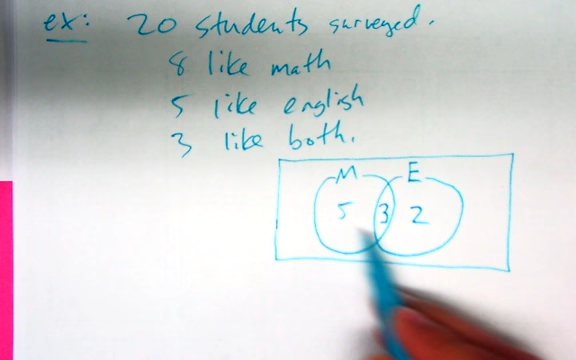 ex: 20 students surveyed.
8 like math
5 like english
3 like both.
M E
5 3 2